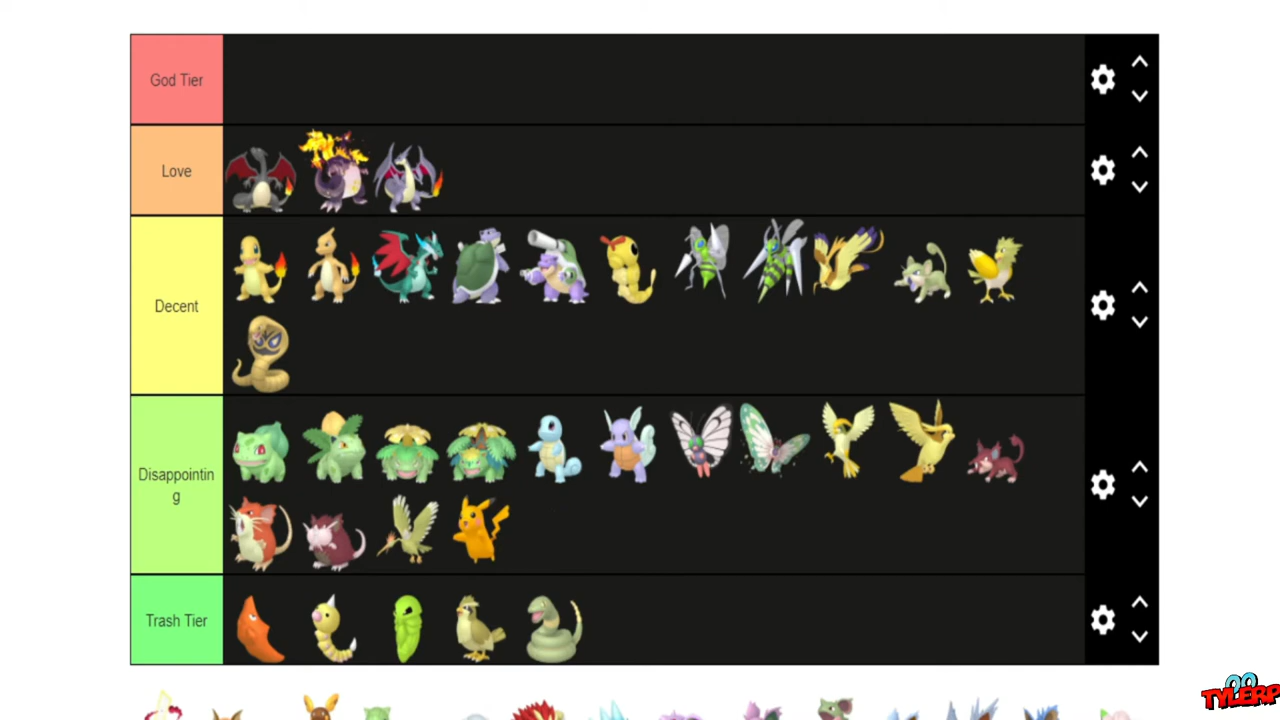 God Tier
Love
Decent
Disappointin
g
Trash Tier
TYLERP